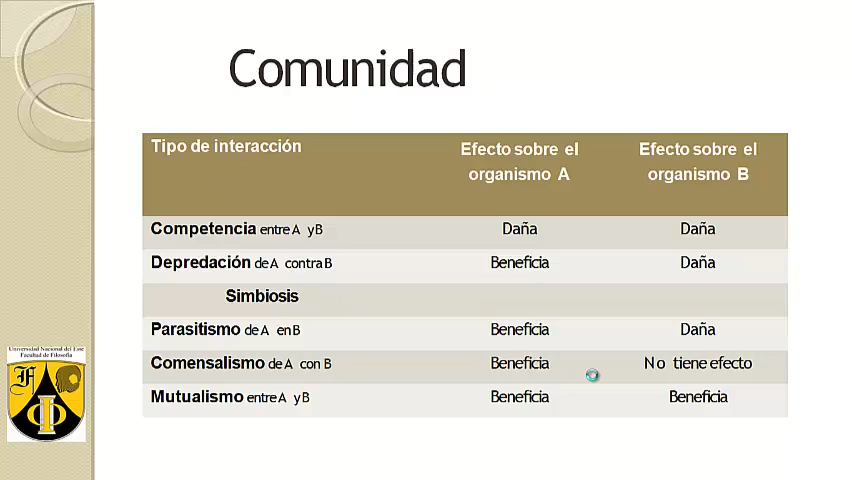 Comunidad
Tipo de interacción Efecto sobre el organismo A Efecto sobre el organismo B
Competencia entre A y B Daña Daña
Depredación de A contra B Beneficia Daña
Simbiosis
Parasitismo de A en B Beneficia Daña
Comensalismo de A con B Beneficia No tiene efecto
Mutualismo entre A y B Beneficia Beneficia
Universidad Nacional del Este
Facultad de Filosofía